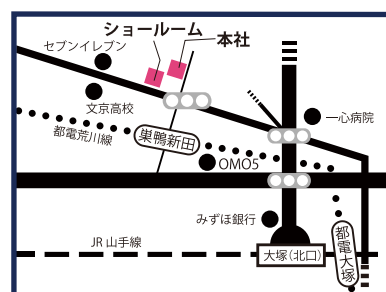 ショールーム
セブンイレブン
本社
文京高校
一心病院
都電荒川線
巣鴨新田
OMO5
みずほ銀行
JR 山手線
大塚(北口)
都電大塚